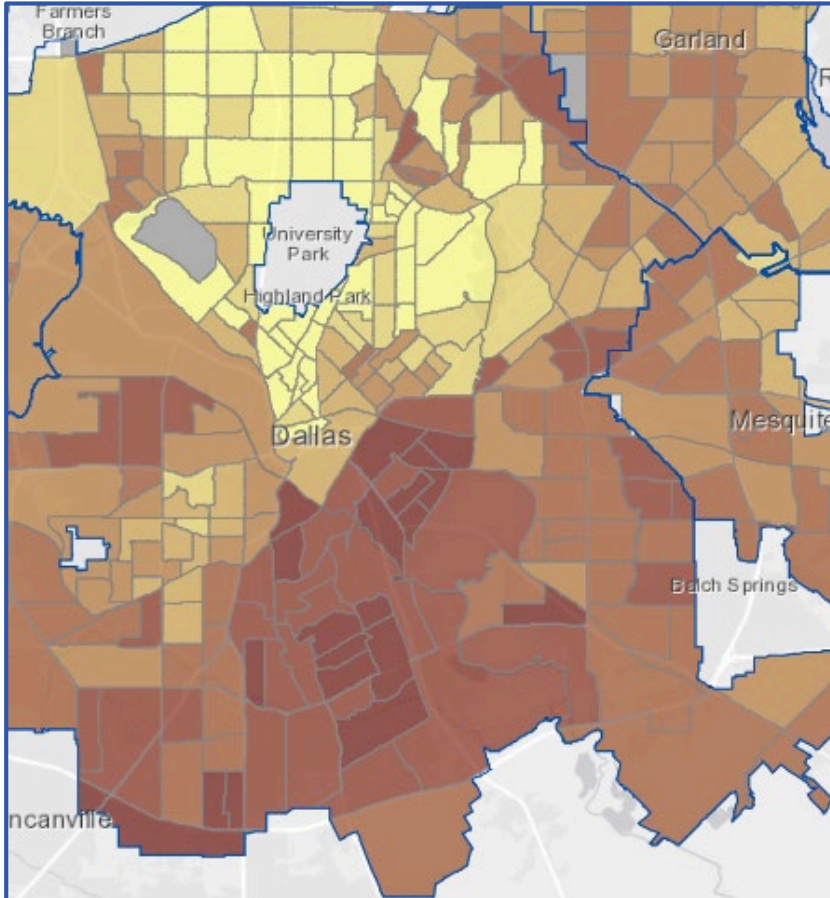 Farmers
Branch
Garland
R
University
Park
Highland Park
Dallas
Mesquite
Balch Springs
ncanville